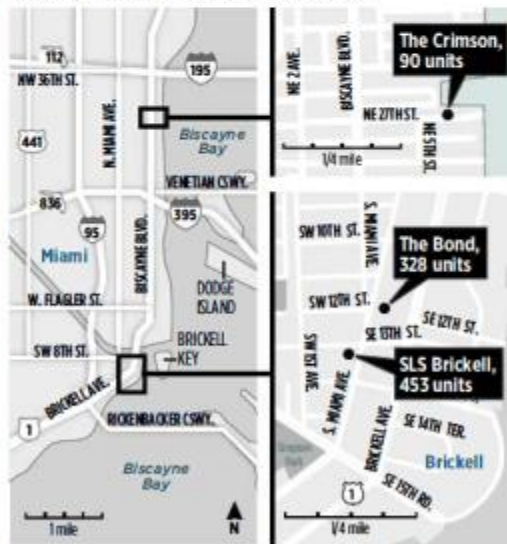 112
195
NW 36TH ST.
N. MIAMI AVE.
441
Biscayne
Bay
VENETIAN CSWY.
836
395
95
Miami
BISCAYNE BLVD.
DODGE
ISLAND
W. FLAGLER ST.
BRICKELL
KEY
SW 8TH ST.
BRICKELL AVE.
1
RICKENBACKER CSWY.
Biscayne
Bay
1 mile
N
NE 2 AVE.
BISCAYNE BLVD.
The Crimson,
90 units
NE 27TH ST.
NE 5TH ST.
1/4 mile
S. MIAMI AVE.
SW 10TH ST.
The Bond,
328 units
SW 12TH ST.
SE 12TH ST.
SE 13TH ST.
SW 1ST AVE.
SLS Brickell,
453 units
S. MIAMI AVE.
BRICKELL AVE.
SE 14TH TER.
Brickell
SE 15TH RD.
1
1/4 mile